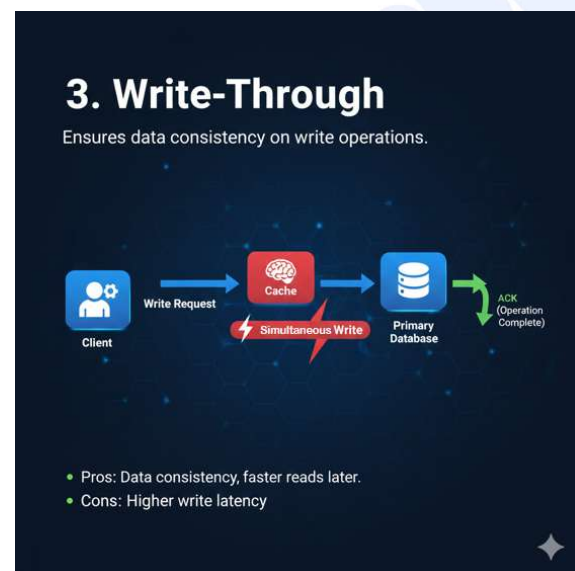 3. Write-Through
Ensures data consistency on write operations.
Cache
Write Request
Simultaneous Write
Client
Primary
Database
ACK
(Operation
Complete)
• Pros: Data consistency, faster reads later.
• Cons: Higher write latency